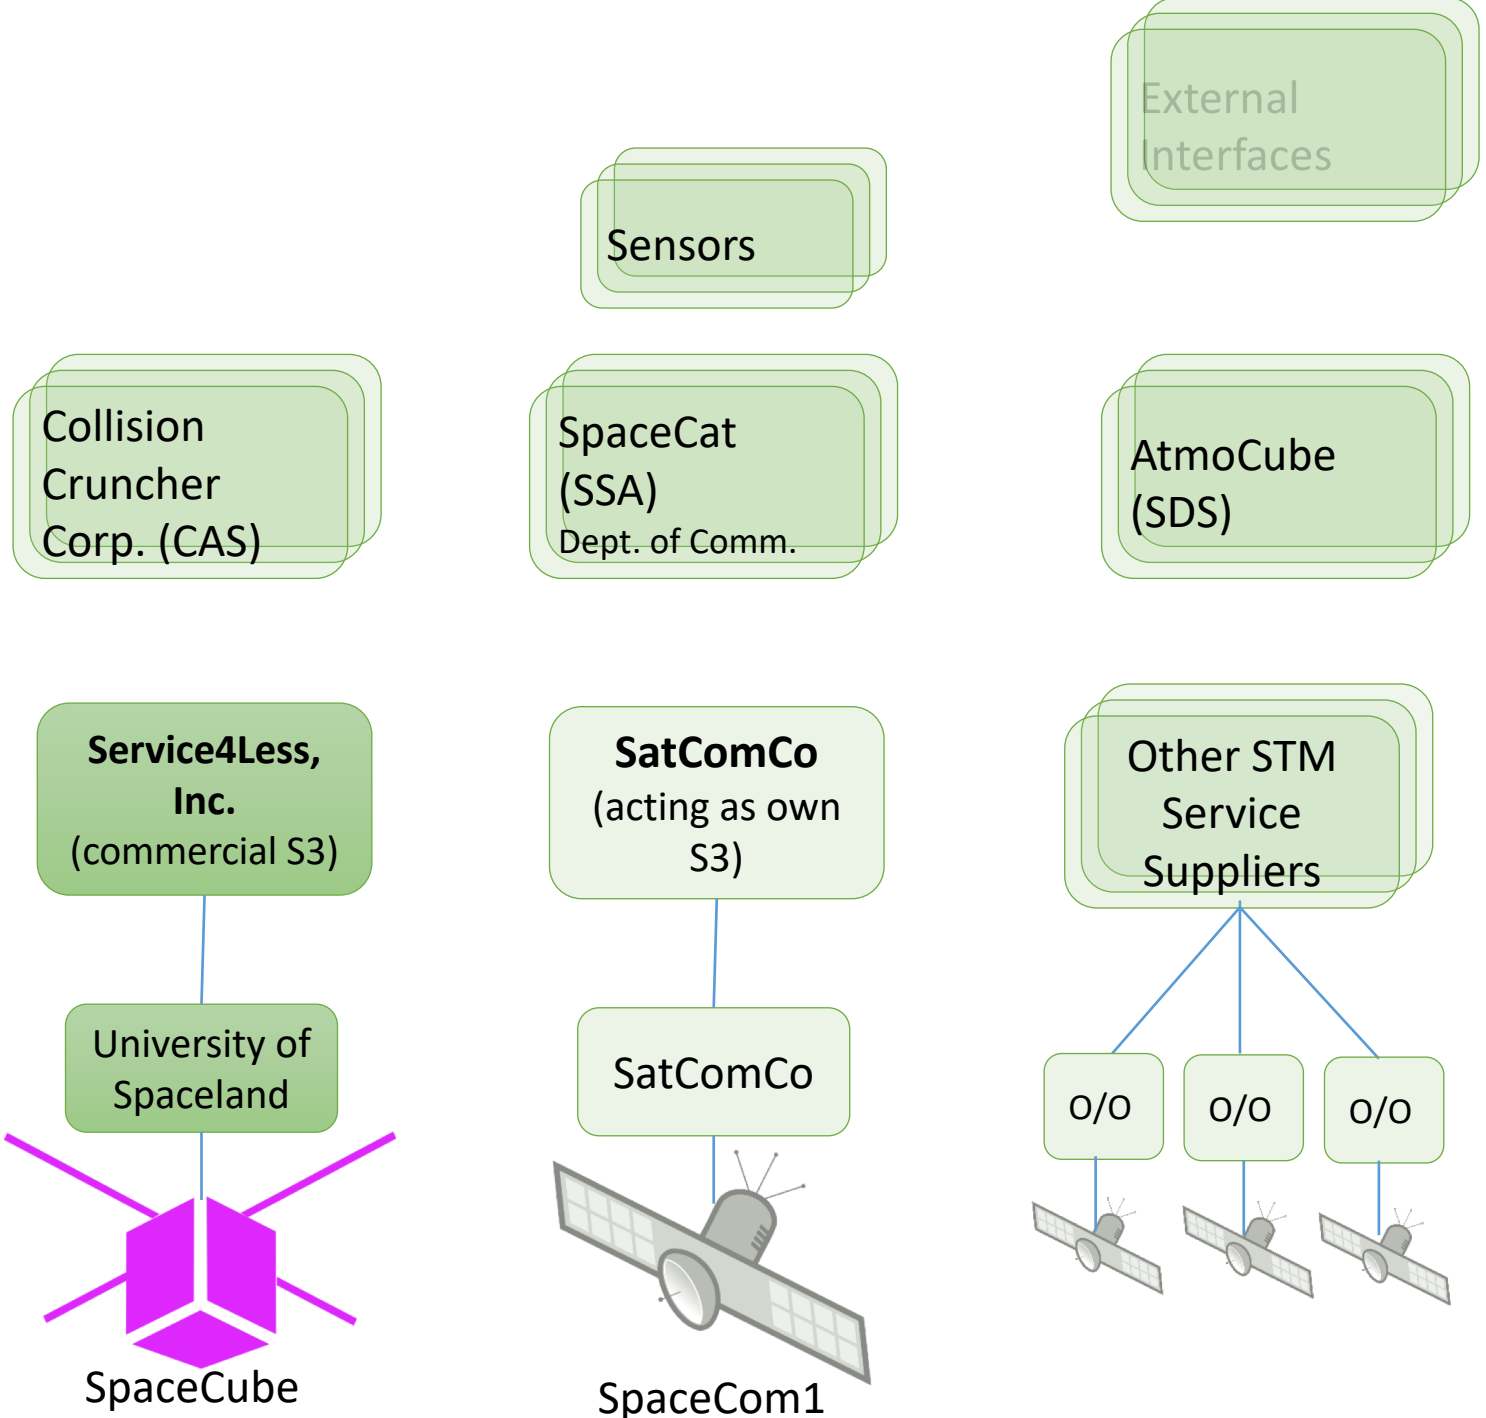 External
Interfaces
Sensors
Collision
Cruncher
Corp. (CAS)
SpaceCat
(SSA)
Dept. of Comm.
AtmoCube
(SDS)
Service4Less,
Inc.
(commercial S3)
SatComCo
(acting as own
S3)
Other STM
Service
Suppliers
University of
Spaceland
SatComCo
O/O
O/O
O/O
SpaceCube
SpaceCom1